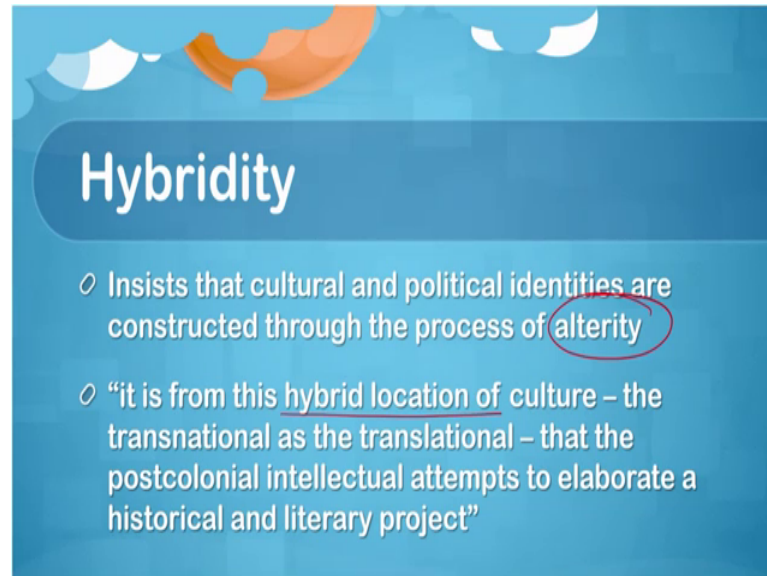 Hybridity
Insists that cultural and political identities are
constructed through the process of alterity
“it is from this hybrid location of culture – the
transnational as the translational – that the
postcolonial intellectual attempts to elaborate a
historical and literary project”